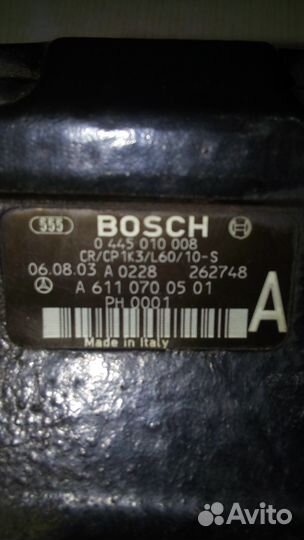 555 BOSCH
0 445 010 008
CR/CP1K3/L60/10-S
06.08.03 A 0228 262748
A 611 070 05 01
PH 0001
A
Made in Italy
Avito